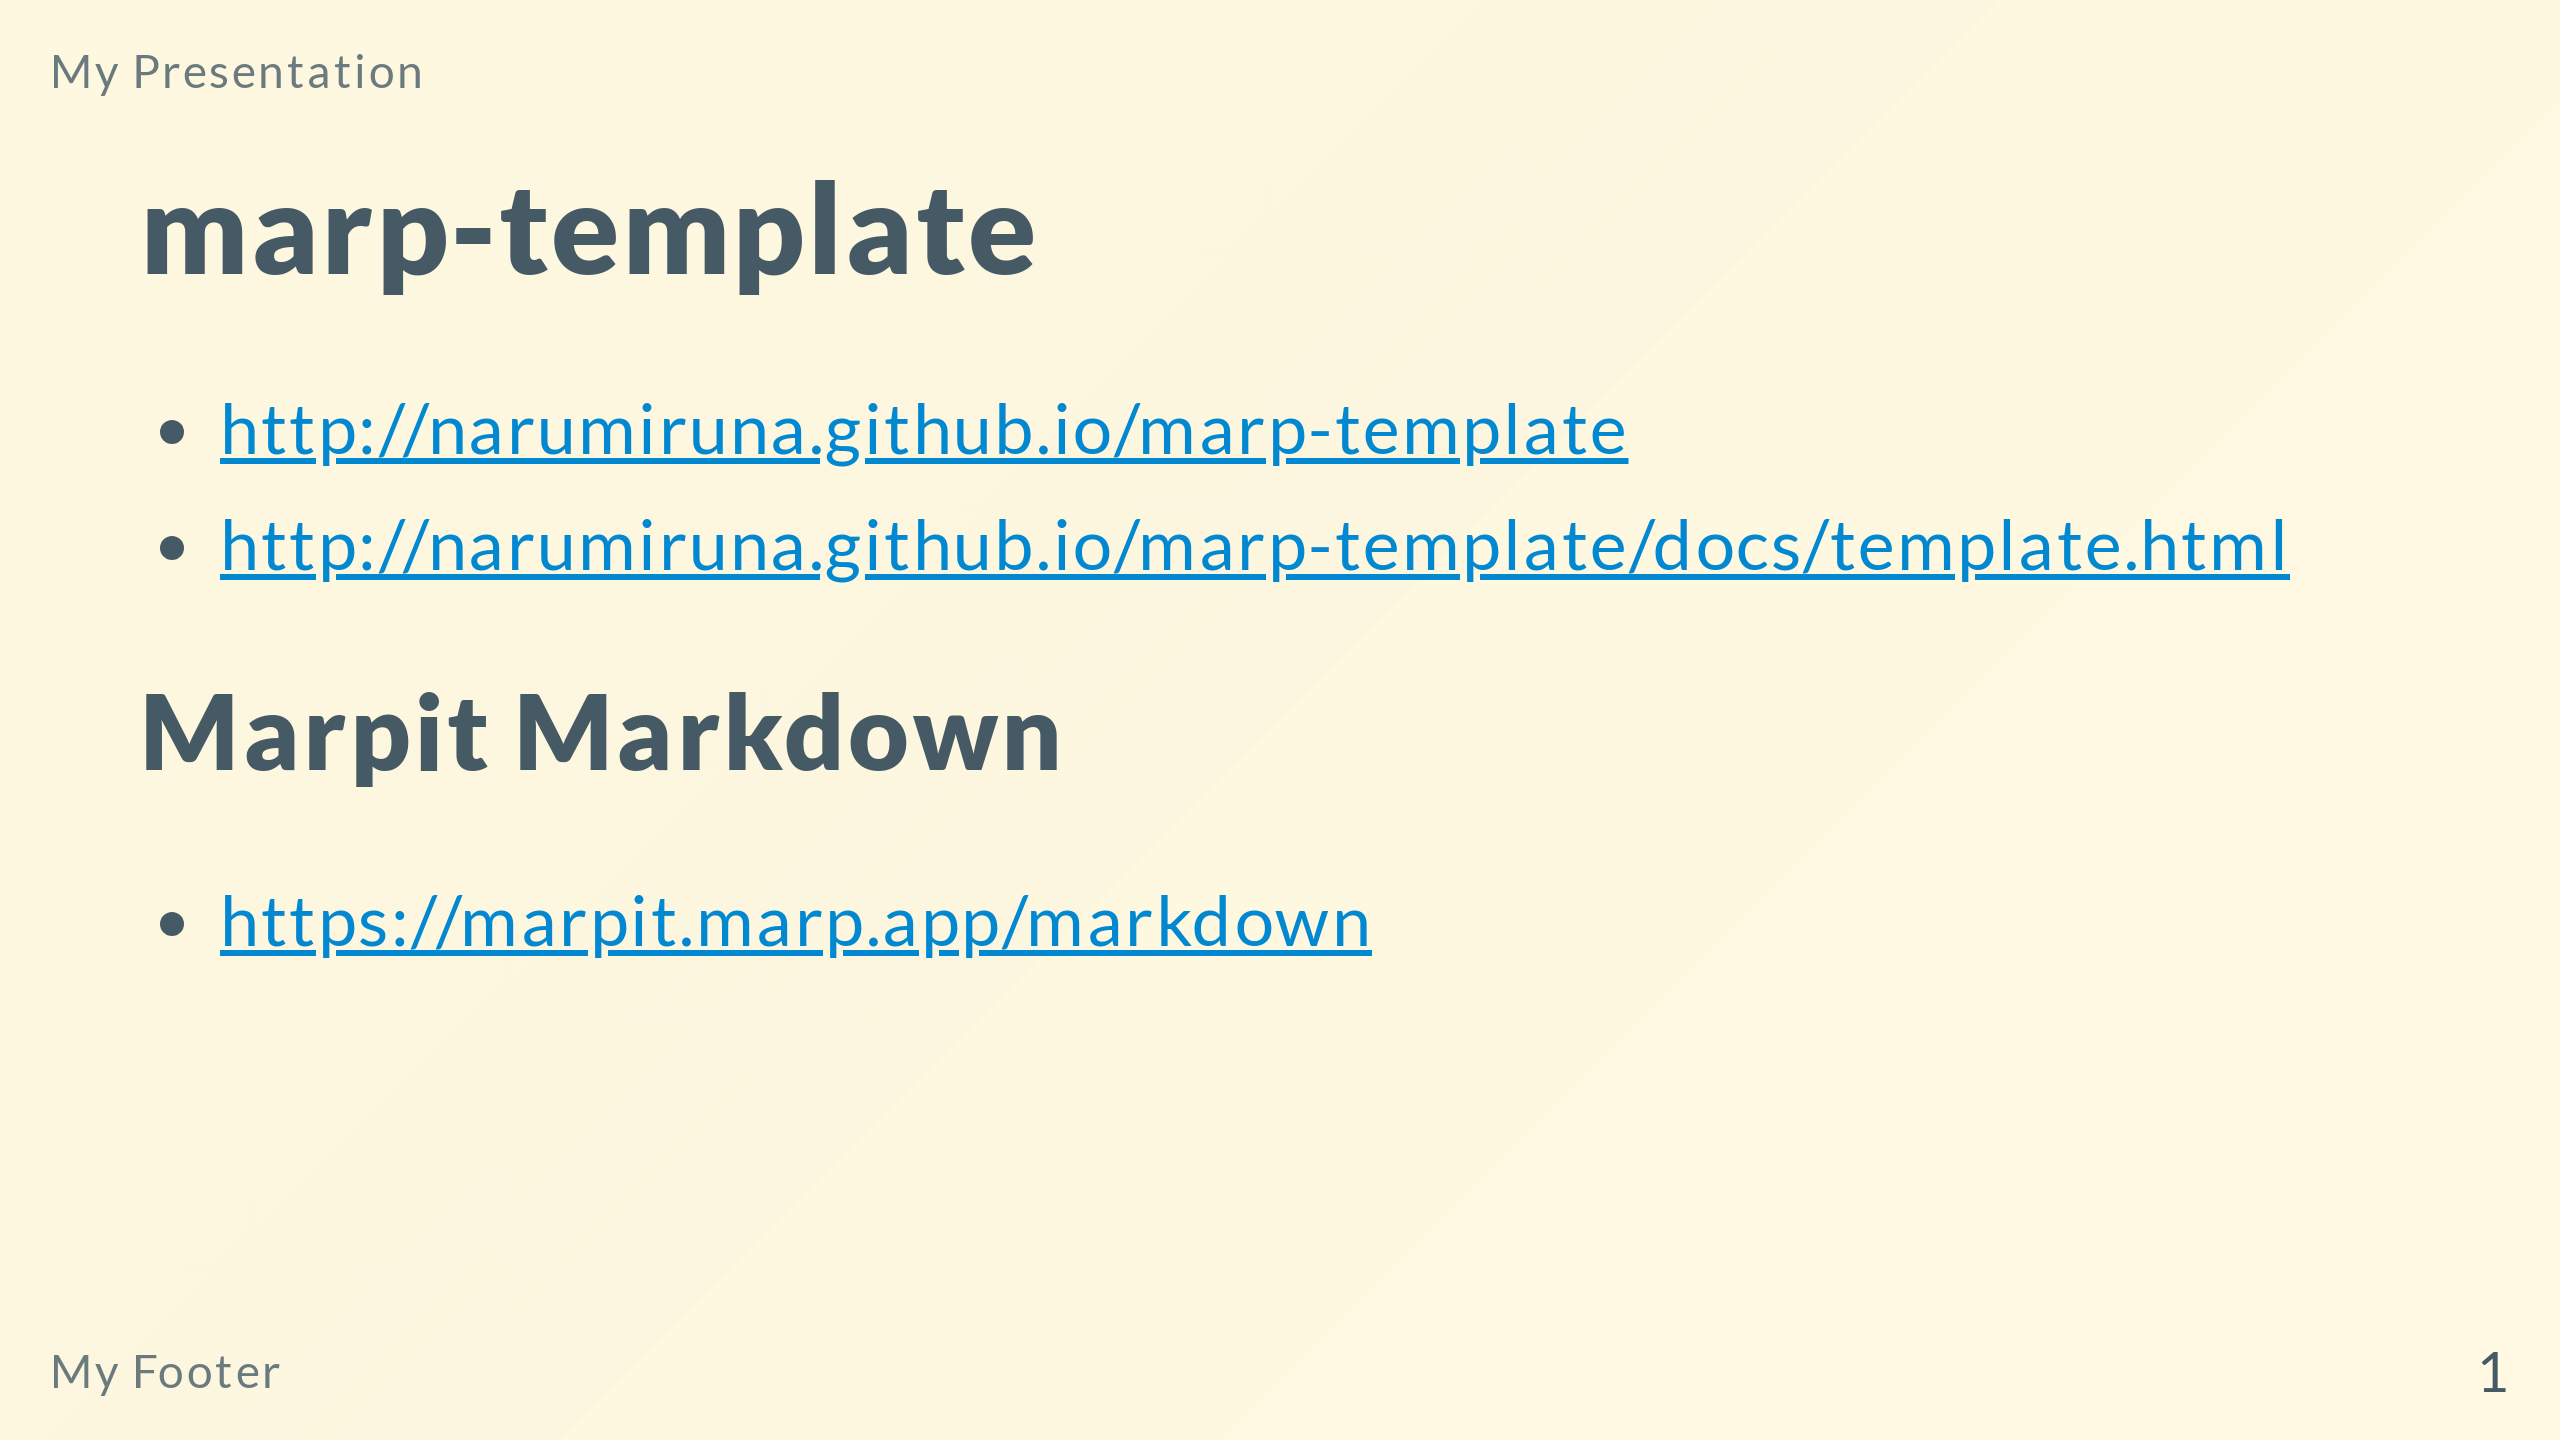 My Presentation
marp-template
http://narumiruna.github.io/marp-template
http://narumiruna.github.io/marp-template/docs/template.html
Marpit Markdown
https://marpit.marp.app/markdown
My Footer
1